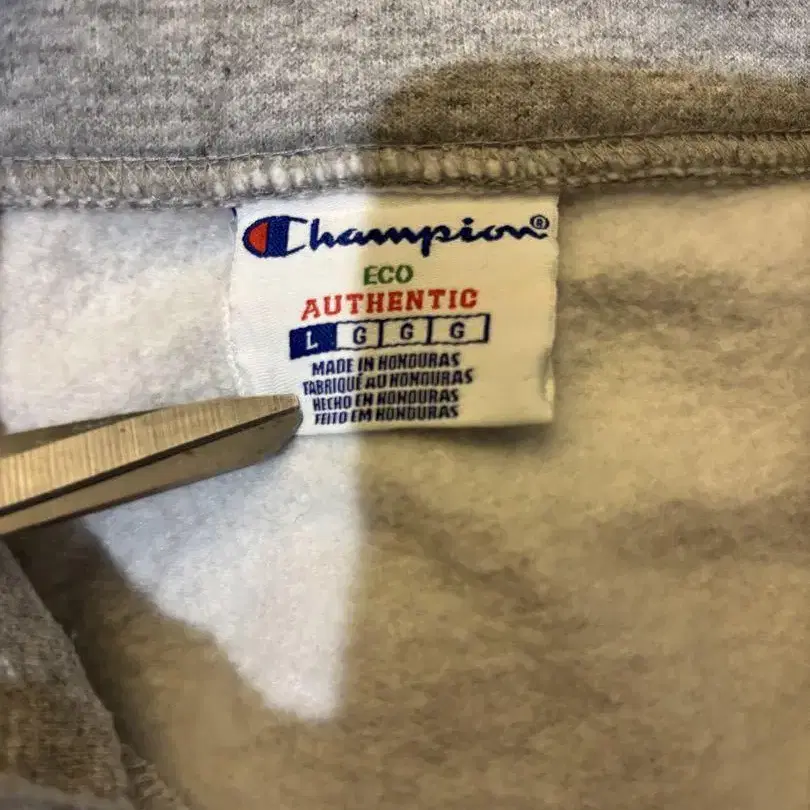 Champion®
ECO
AUTHENTIC
L G G G
MADE IN HONDURAS
FABRIQUÉ AU HONDURAS
HECHO EN HONDURAS
FEITO EM HONDURAS